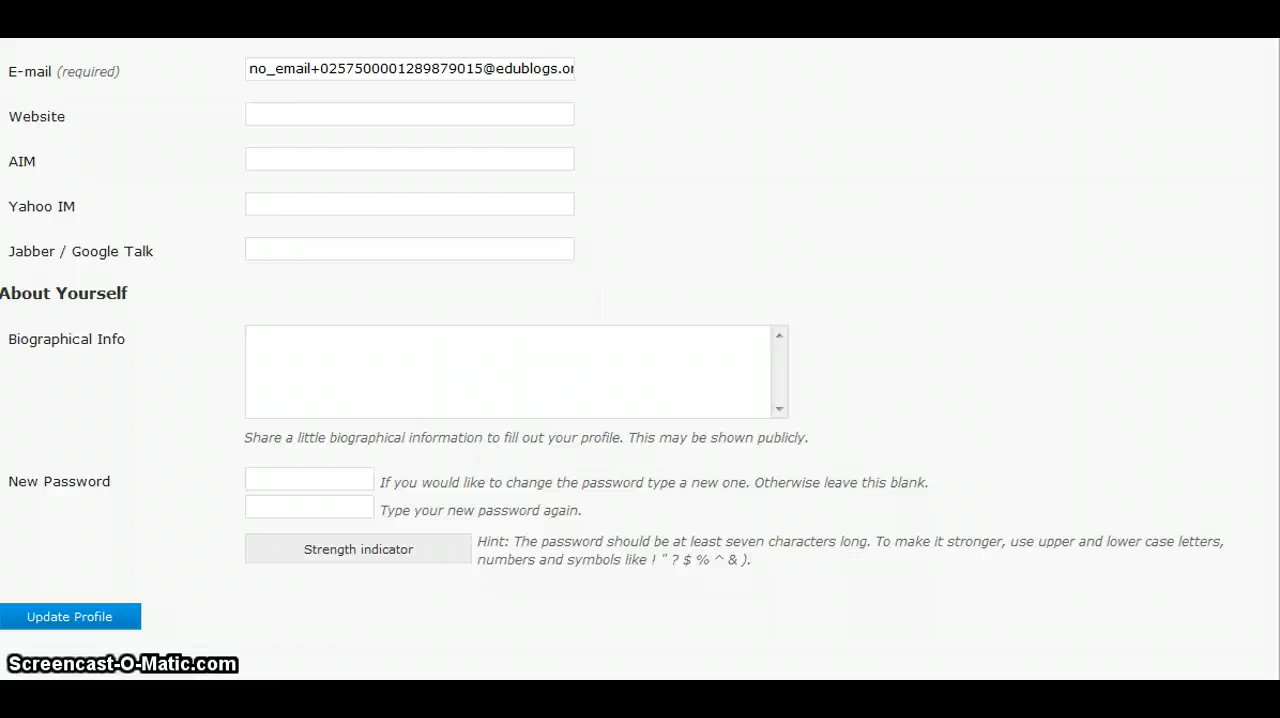 E-mail (required)
no_email+0257500001289879015@edublogs.or
Website
AIM
Yahoo IM
Jabber / Google Talk
About Yourself
Biographical Info
Share a little biographical information to fill out your profile. This may be shown publicly.
New Password
If you would like to change the password type a new one. Otherwise leave this blank.
Type your new password again.
Strength indicator
Hint: The password should be at least seven characters long. To make it stronger, use upper and lower case letters,
numbers and symbols like ! " ? $ % ^ & ).
Update Profile
Screencast-O-Matic.com